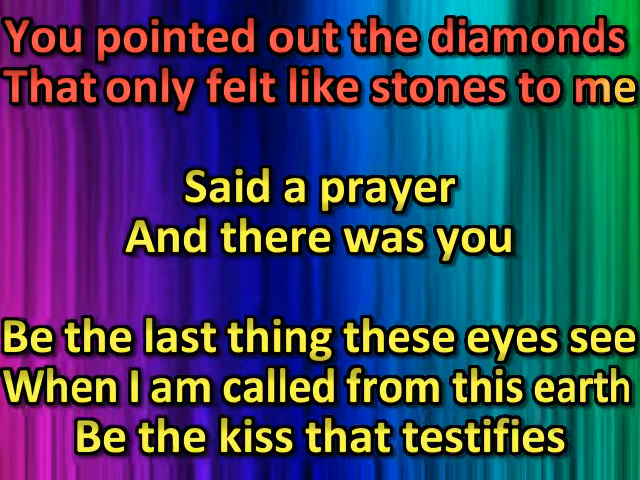 You pointed out the diamonds
That only felt like stones to me
Said a prayer
And there was you
Be the last thing these eyes see
When I am called from this earth
Be the kiss that testifies